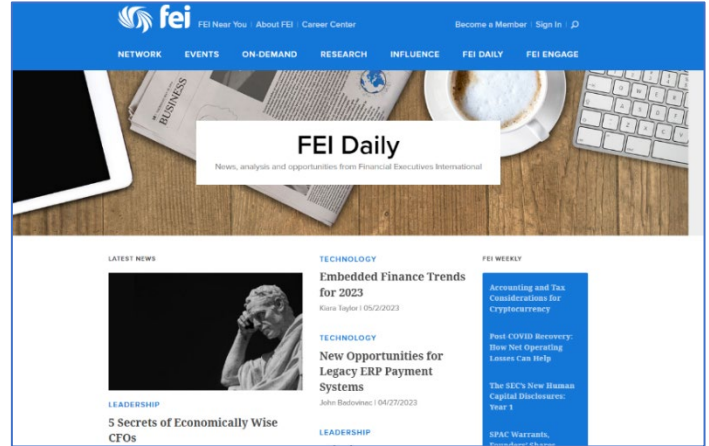 fei
FEI Near You | About FEI | Career Center
Become a Member | Sign In |
NETWORK EVENTS ON-DEMAND RESEARCH INFLUENCE FEI DAILY FEI ENGAGE
BUSINESS
FEI Daily
News, analysis and opportunities from Financial Executives International
LATEST NEWS
LEADERSHIP
5 Secrets of Economically Wise
CFOs
TECHNOLOGY
Embedded Finance Trends
for 2023
Kiara Taylor | 05/2/2023
TECHNOLOGY
New Opportunities for
Legacy ERP Payment
Systems
John Badovinac | 04/27/2023
LEADERSHIP
FEI WEEKLY
Accounting and Tax
Considerations for
Cryptocurrency
Post-COVID Recovery:
How Net Operating
Losses Can Help
The SEC's New Human
Capital Disclosures:
Year 1
SPAC Warrants,
Founders' Shares